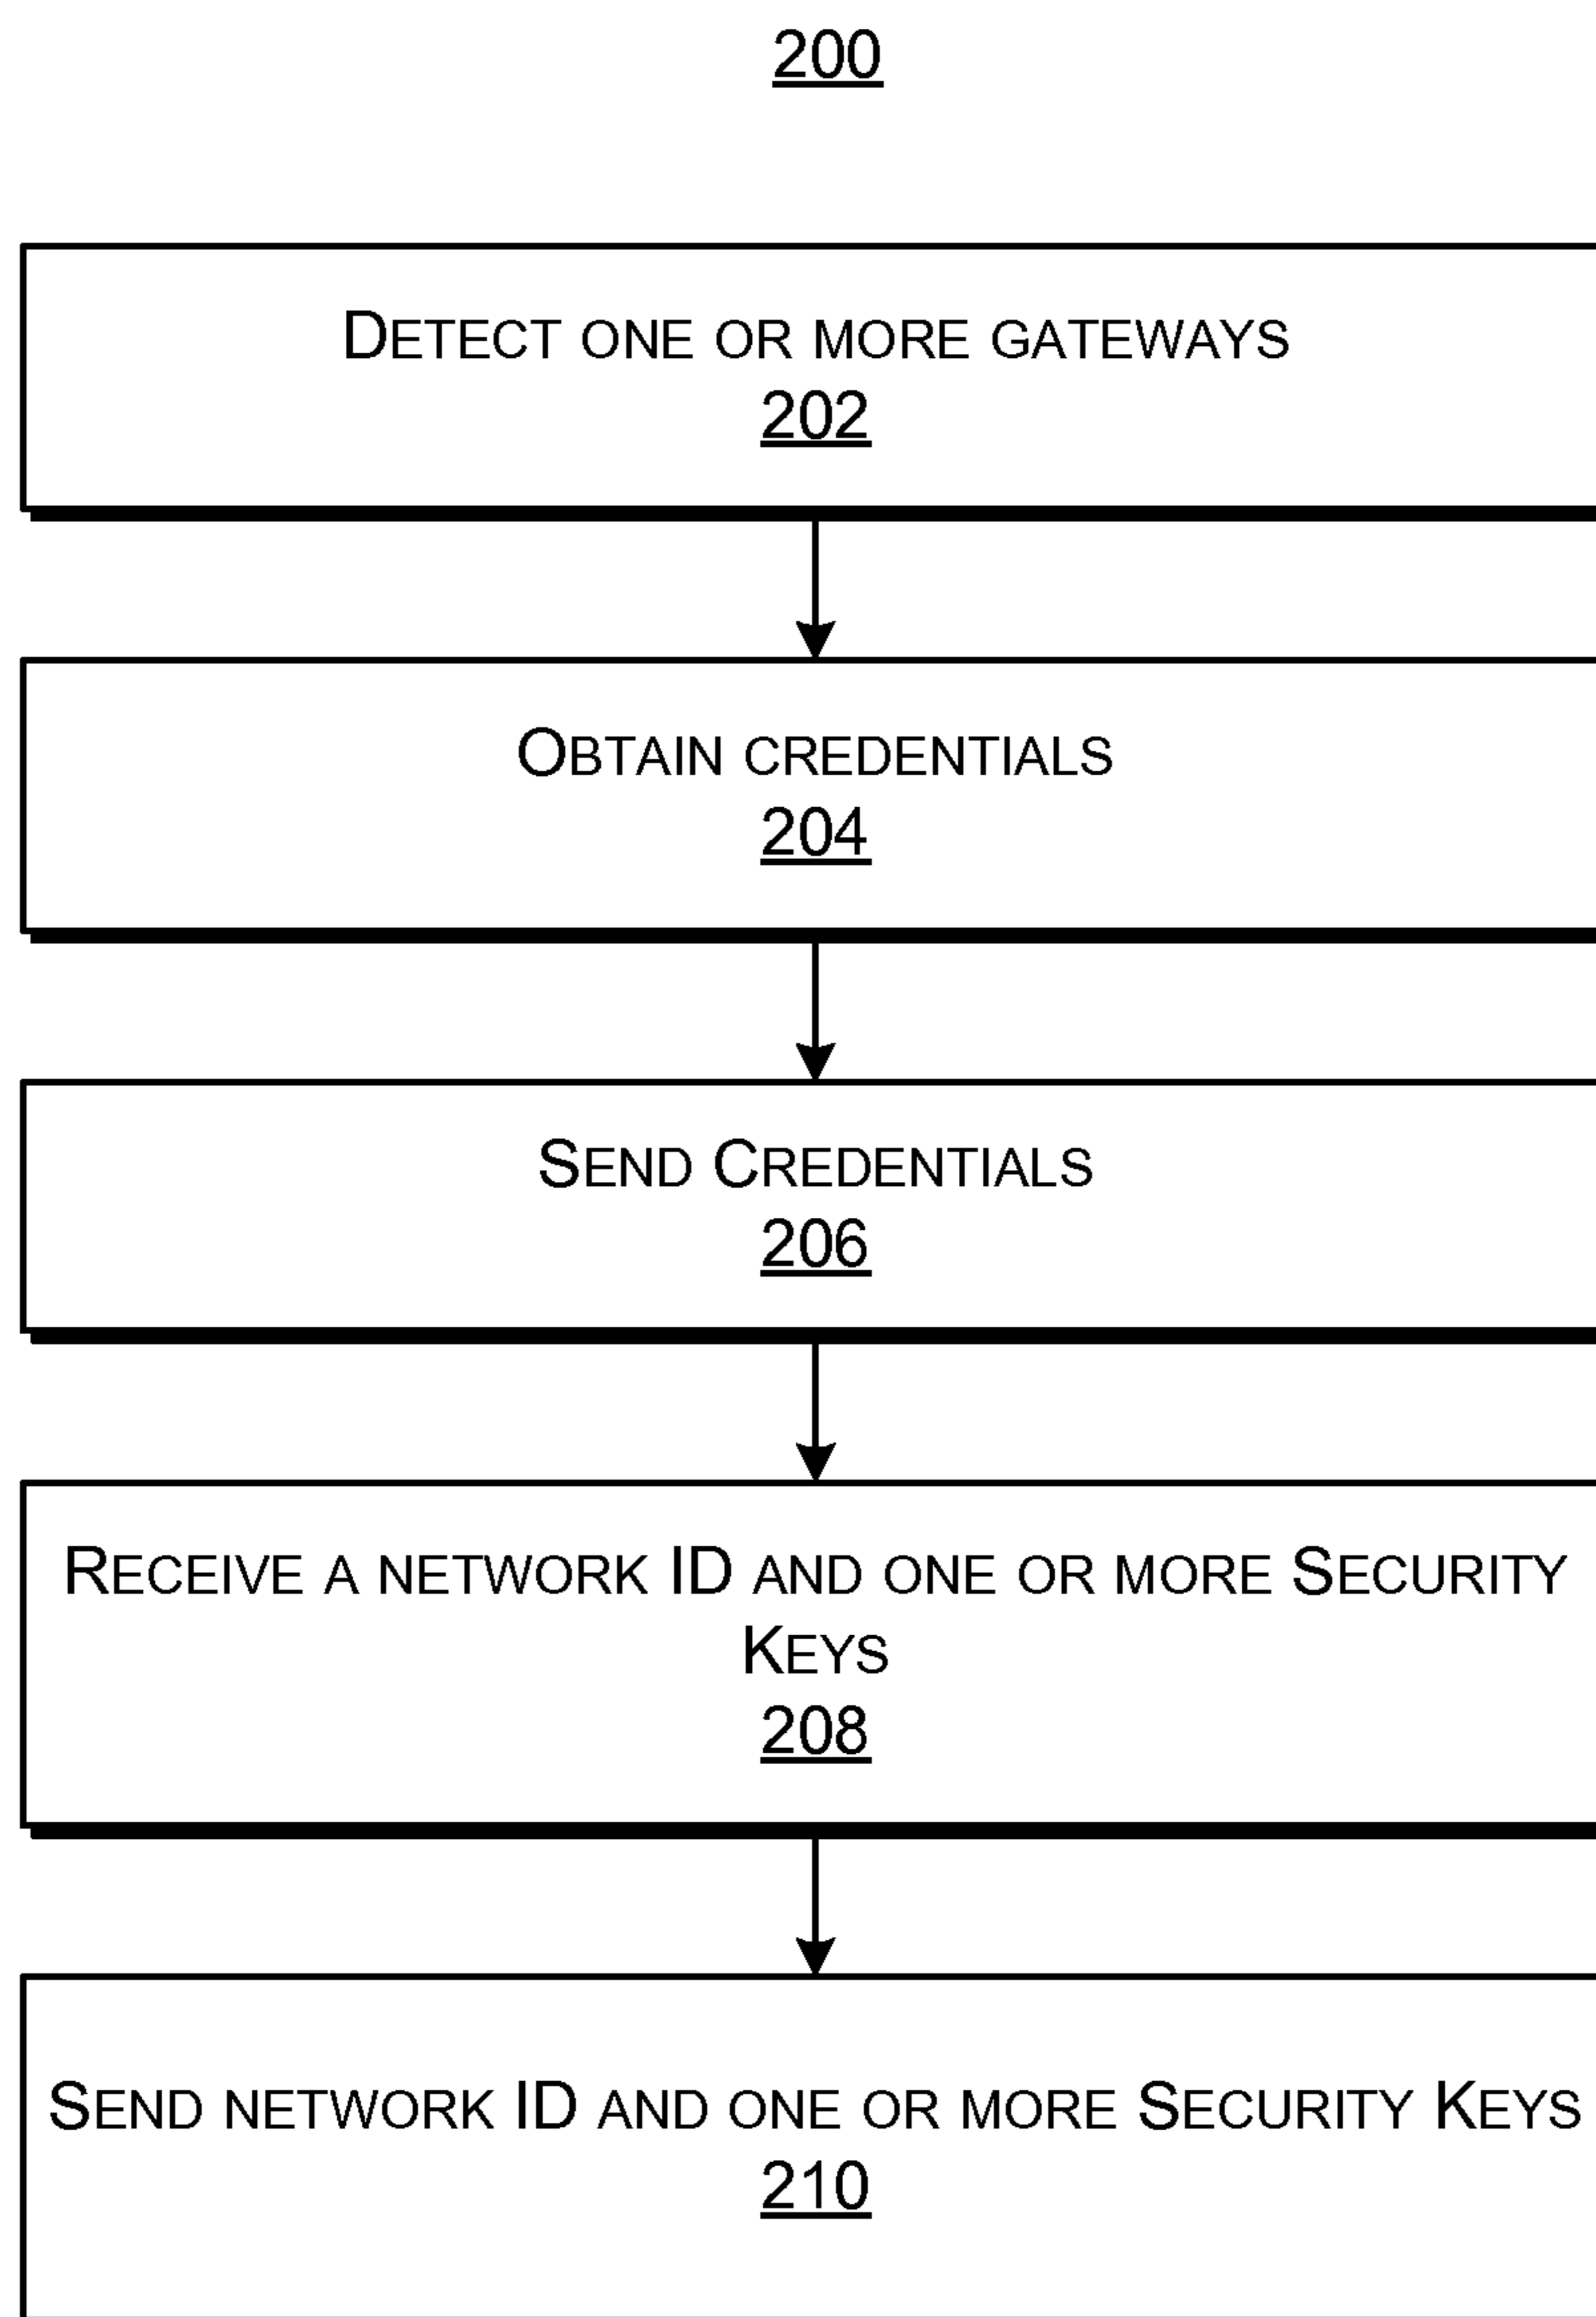 200
Detect one or more gateways
202
Obtain credentials
204
Send Credentials
206
Receive a network ID and one or more Security
Keys
208
Send network ID and one or more Security Keys
210